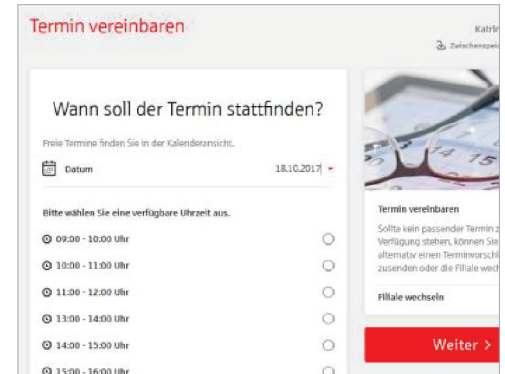 Termin vereinbaren
Wann soll der Termin stattfinden?
Freie Termine finden Sie in der Kalenderansicht.
Datum 18.10.2017
Bitte wählen Sie eine verfügbare Uhrzeit aus.
09:00 - 10:00 Uhr
10:00 - 11:00 Uhr
11:00 - 12:00 Uhr
13:00 - 14:00 Uhr
14:00 - 15:00 Uhr
15:00 - 16:00 Uhr
14 15
Termin vereinbaren
Sollte kein passender Termin
Verfügung stehen, können Sie
alternativ einen
zusenden oder die Filiale
Filiale wechseln
Weiter >